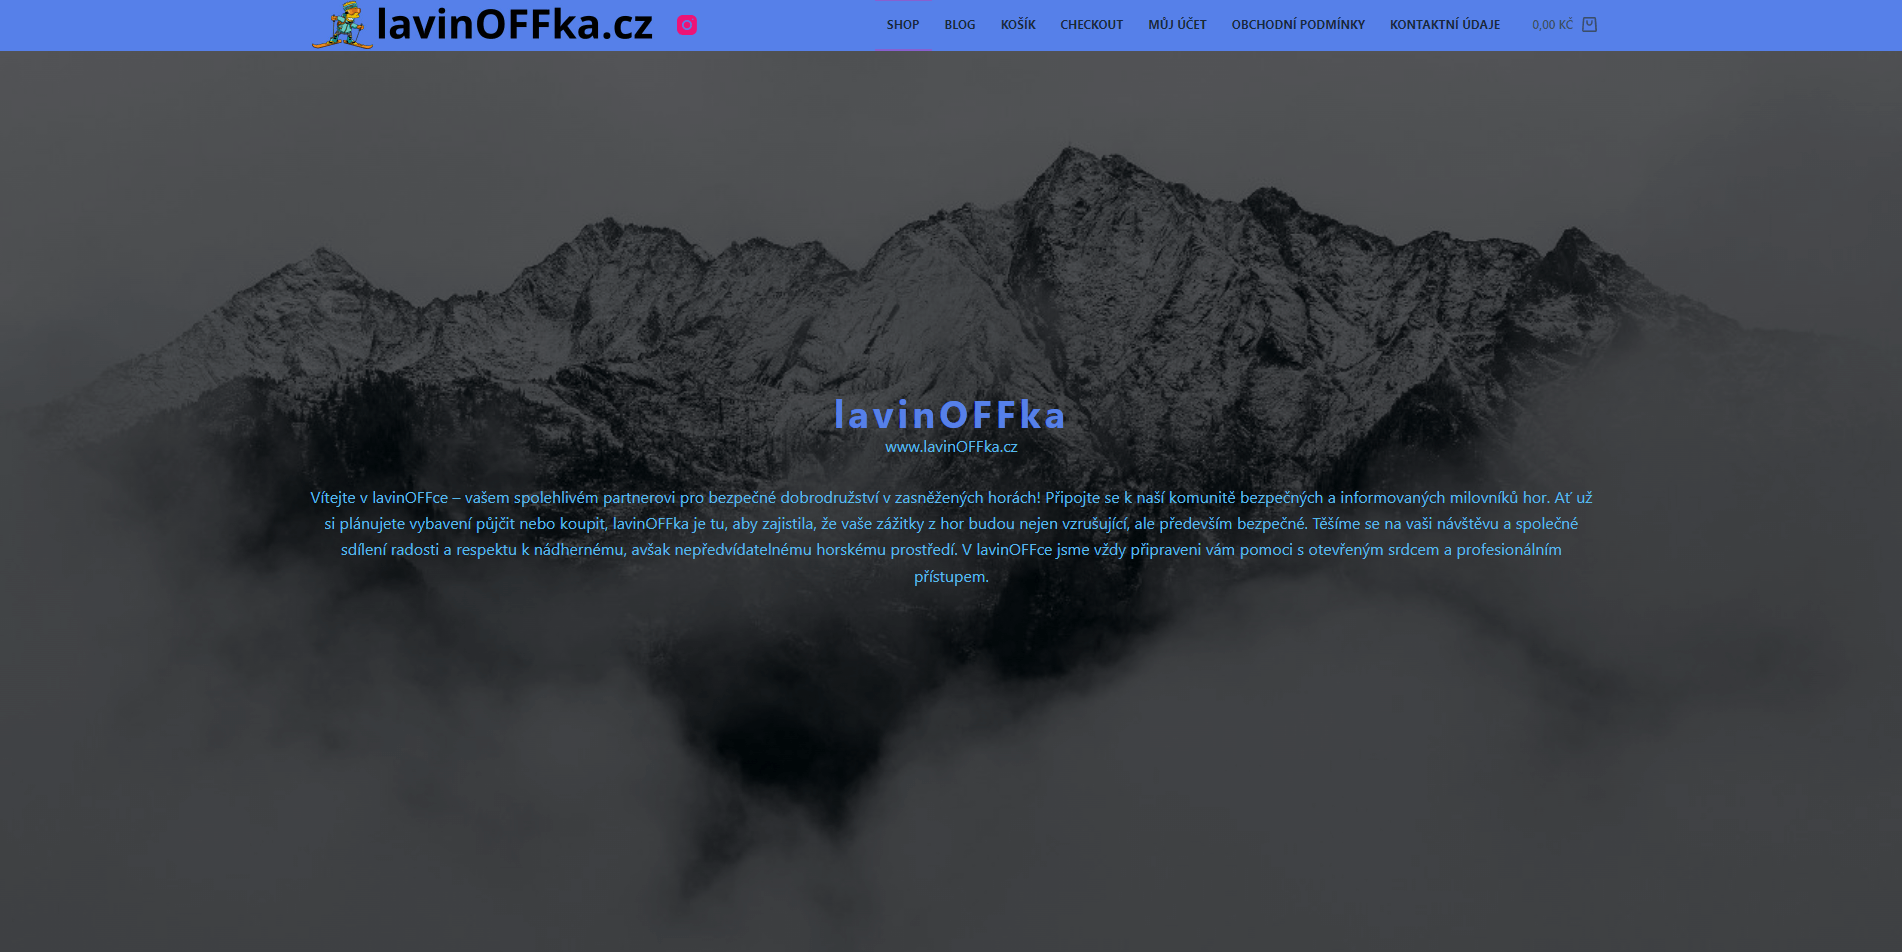 lavinOFFka.cz
SHOP BLOG KOŠÍK CHECKOUT MŮJ ÚČET OBCHODNÍ PODMÍNKY KONTAKTNÍ ÚDAJE 0,00 KČ
lavinOFFka
www.lavinOFFka.cz
Vítejte v lavinOFFce – vašem spolehlivém partnerovi pro bezpečné dobrodružství v zasněžených horách! Připojte se k naší komunitě bezpečných a informovaných milovníků hor. Ať už
si plánujete vybavení půjčit nebo koupit, lavinOFFka je tu, aby zajistila, že vaše zážitky z hor budou nejen vzrušující, ale především bezpečné. Těšíme se na vaši návštěvu a společné
sdílení radosti a respektu k nádhernému, avšak nepředvídatelnému horskému prostředí. V lavinOFFce jsme vždy připraveni vám pomoci s otevřeným srdcem a profesionálním
přístupem.